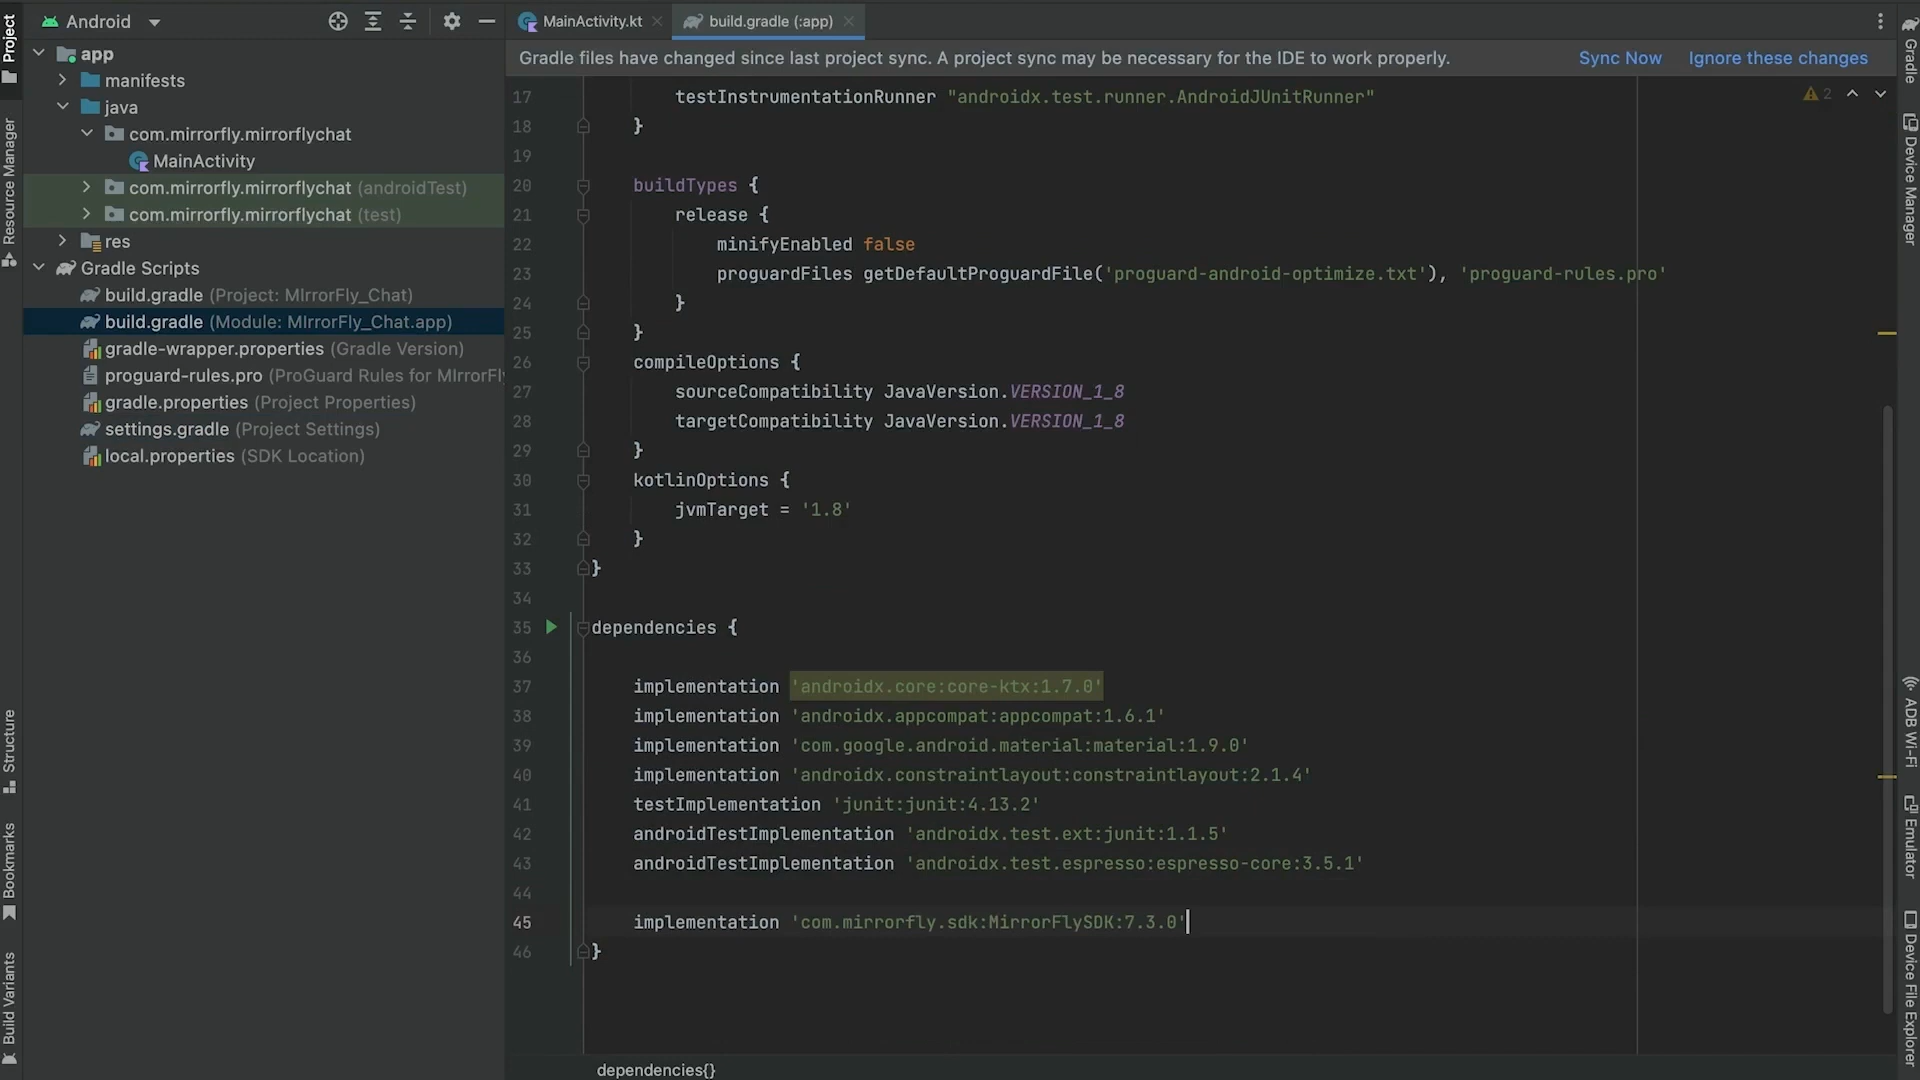 Project
Resource Manager
Structure
Bookmarks
Build Variants
Android
app
manifests
java
com.mirrorfly.mirrorflychat
MainActivity
com.mirrorfly.mirrorflychat (androidTest)
com.mirrorfly.mirrorflychat (test)
res
Gradle Scripts
build.gradle (Project: MIrrorFly_Chat)
build.gradle (Module: MIrrorFly_Chat.app)
gradle-wrapper.properties (Gradle Version)
proguard-rules.pro (ProGuard Rules for MIrrorFly
gradle.properties (Project Properties)
settings.gradle (Project Settings)
local.properties (SDK Location)
MainActivity.kt
build.gradle (:app)
Gradle files have changed since last project sync. A project sync may be necessary for the IDE to work properly. Sync Now Ignore these changes
2
17 testInstrumentationRunner "androidx.test.runner.AndroidJUnitRunner"
18 }
19
20 buildTypes {
21 release {
22 minifyEnabled false
23 proguardFiles getDefaultProguardFile('proguard-android-optimize.txt'), 'proguard-rules.pro'
24 }
25 }
26 compileOptions {
27 sourceCompatibility JavaVersion.VERSION_1_8
28 targetCompatibility JavaVersion.VERSION_1_8
29 }
30 kotlinOptions {
31 jvmTarget = '1.8'
32 }
33 }
34
35 dependencies {
36
37 implementation 'androidx.core:core-ktx:1.7.0'
38 implementation 'androidx.appcompat:appcompat:1.6.1'
39 implementation 'com.google.android.material:material:1.9.0'
40 implementation 'androidx.constraintlayout:constraintlayout:2.1.4'
41 testImplementation 'junit:junit:4.13.2'
42 androidTestImplementation 'androidx.test.ext:junit:1.1.5'
43 androidTestImplementation 'androidx.test.espresso:espresso-core:3.5.1'
44
45 implementation 'com.mirrorfly.sdk:MirrorFlySDK:7.3.0'
46 }
dependencies{}
Gradle
Device Manager
ADB Wi-Fi
Emulator
Device File Explorer